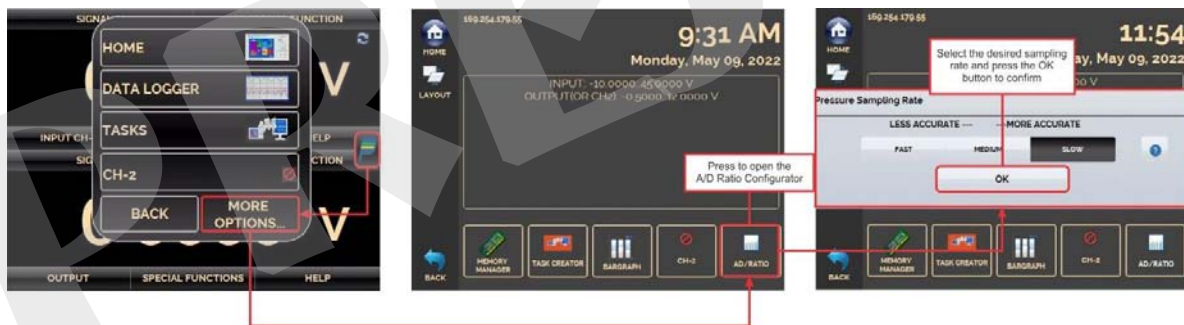 SIGNA
UNCTION
HOME
DATA LOGGER
TASKS
INPUT CH-
ELP
SIG
CTION
CH-2
BACK
MORE
OPTIONS...
V
V
OUTPUT
SPECIAL FUNCTIONS
HELP
169.254.179.55
9:31 AM
HOME
Monday, May 09, 2022
LAYOUT
INPUT: -10.0000, 45.0000 V
OUTPUT(OR CH2) -0.5000, 12.0000 V
Press to open the
A/D Ratio Configurator
BACK
MEMORY
MANAGER
TASK CREATOR
BARGRAPH
CH-2
AD/RATIO
169.254.179.55
11:54
HOME
ay, May 09, 2022
Select the desired sampling
rate and press the OK
button to confirm
00 V
Pressure Sampling Rate
LESS ACCURATE --- ---MORE ACCURATE
FAST
MEDIUM
SLOW
?
OK
BACK
MEMORY
MANAGER
TASK CREATOR
BARGRAPH
CH-2
AD/RATIO